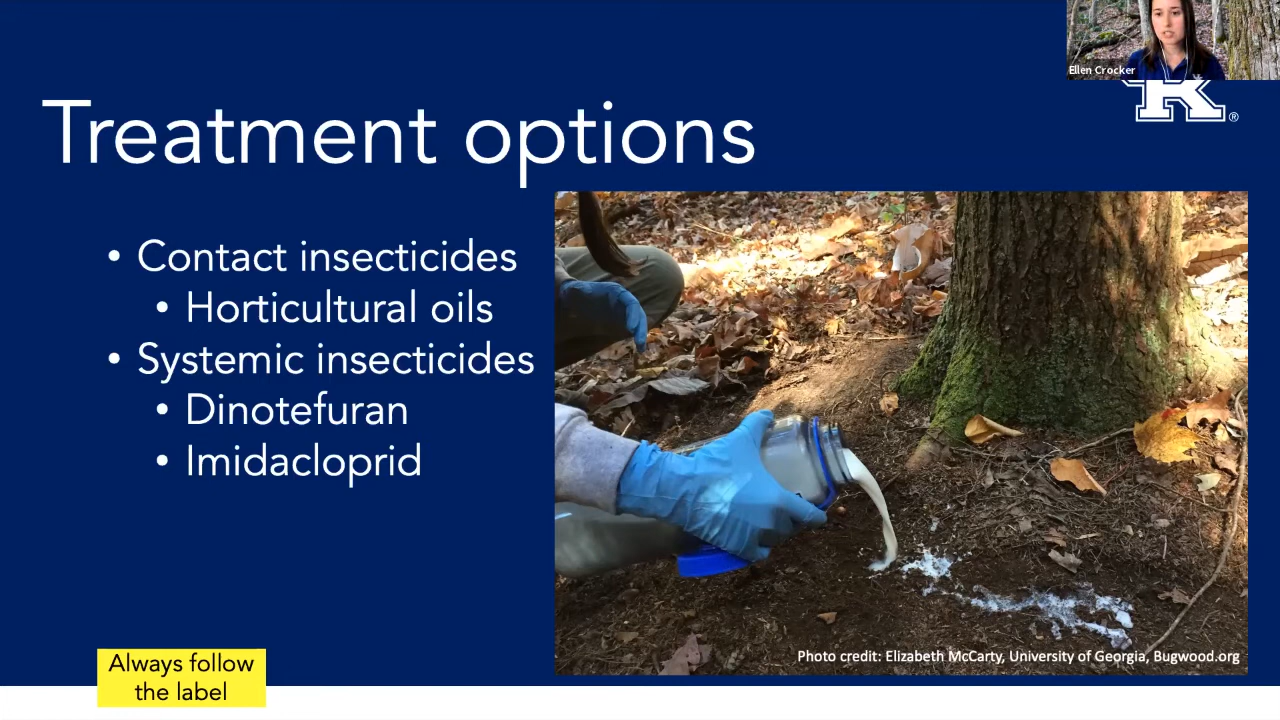 Ellen Crocker
K®
Treatment options
• Contact insecticides
• Horticultural oils
• Systemic insecticides
• Dinotefuran
• Imidacloprid
Photo credit: Elizabeth McCarty, University of Georgia, Bugwood.org
Always follow
the label